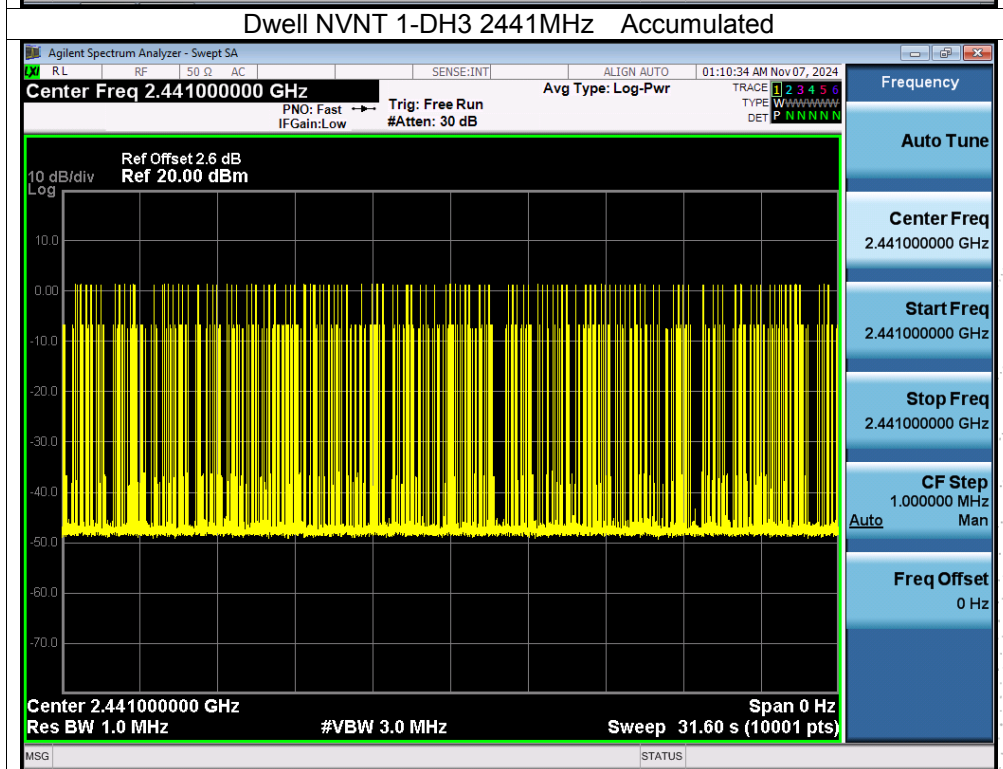 Dwell NVNT 1-DH3 2441MHz Accumulated
Agilent Spectrum Analyzer - Swept SA
LXI RL RF 50 Ω AC SENSE:INT ALIGN AUTO 01:10:34 AM Nov 07, 2024
Center Freq 2.441000000 GHz
PNO: Fast
IFGain:Low
Trig: Free Run
#Atten: 30 dB
Avg Type: Log-Pwr
TRACE 1 2 3 4 5 6
TYPE WWWWWWW
DET P N N N N N
Frequency
Auto Tune
Center Freq
2.441000000 GHz
Start Freq
2.441000000 GHz
Stop Freq
2.441000000 GHz
CF Step
1.000000 MHz
Auto Man
Freq Offset
0 Hz
Ref Offset 2.6 dB
10 dB/div Ref 20.00 dBm
Log
10.0
0.00
-10.0
-20.0
-30.0
-40.0
-50.0
-60.0
-70.0
Center 2.441000000 GHz Span 0 Hz
Res BW 1.0 MHz #VBW 3.0 MHz Sweep 31.60 s (10001 pts)
MSG STATUS